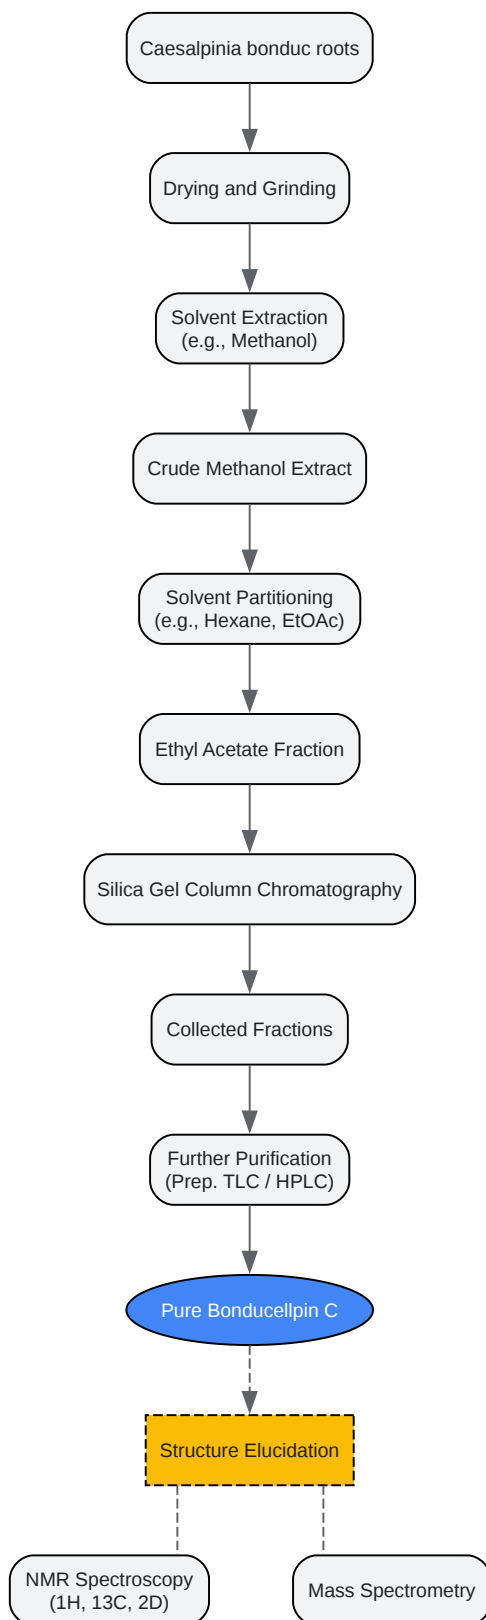 Caesalpinia bonduc roots
Drying and Grinding
Solvent Extraction
(e.g., Methanol)
Crude Methanol Extract
Solvent Partitioning
(e.g., Hexane, EtOAc)
Ethyl Acetate Fraction
Silica Gel Column Chromatography
Collected Fractions
Further Purification
(Prep. TLC / HPLC)
Pure Bonducellpin C
Structure Elucidation
NMR Spectroscopy
(1H, 13C, 2D)
Mass Spectrometry